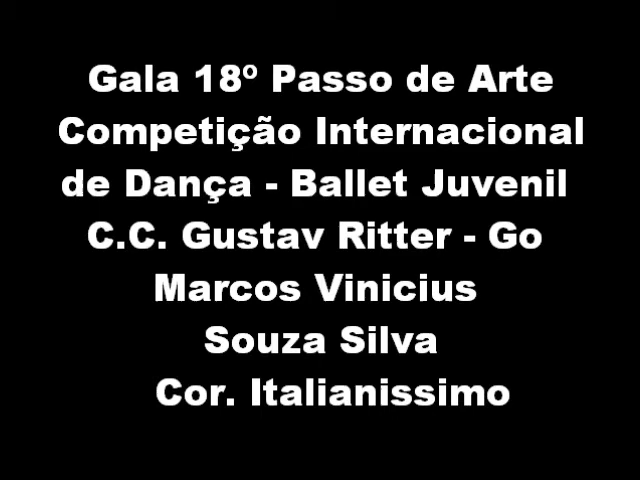 Gala 18º Passo de Arte
Competição Internacional
de Dança - Ballet Juvenil
C.C. Gustav Ritter - Go
Marcos Vinicius
Souza Silva
Cor. Italianissimo